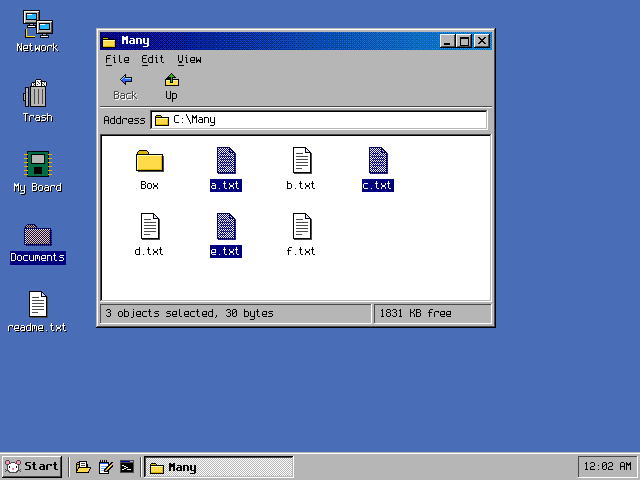 Network
Trash
My Board
Documents
readme.txt
Many
File Edit View
Back Up
Address C:\Many
Box a.txt b.txt c.txt
d.txt e.txt f.txt
3 objects selected, 30 bytes 1831 KB free
Start Many 12:02 AM